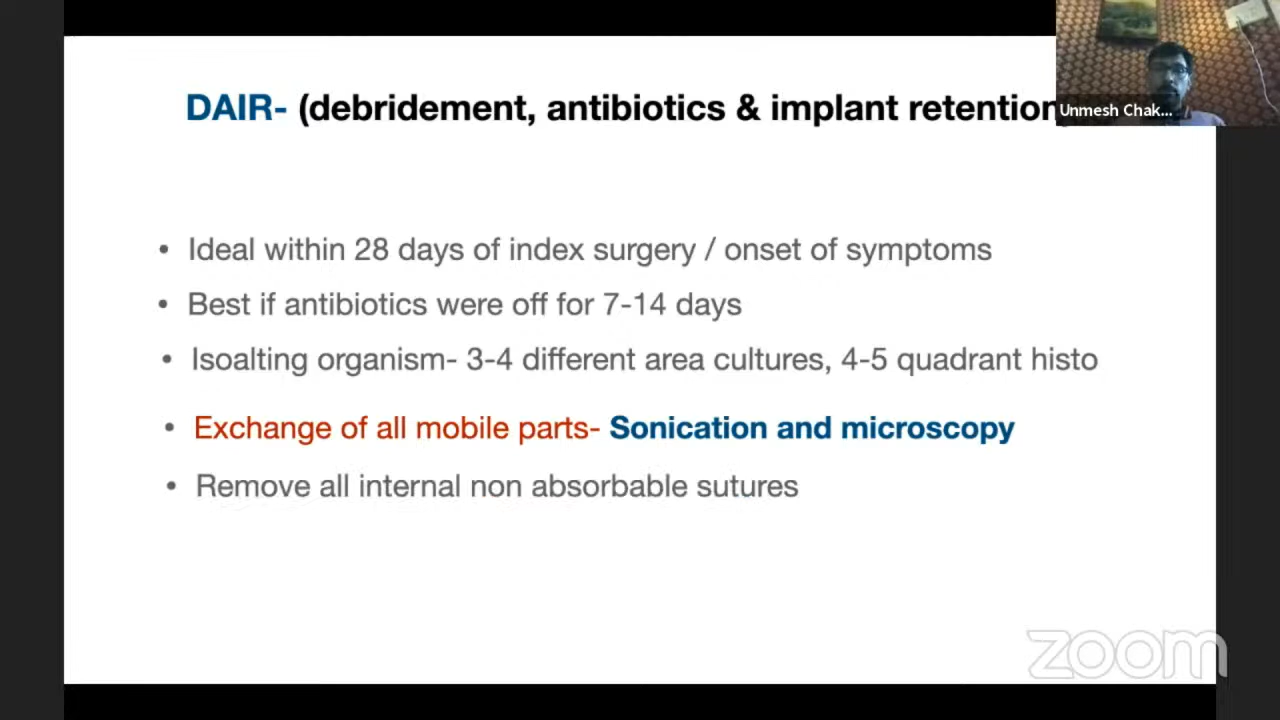 DAIR- (debridement, antibiotics & implant retention
Unmesh Chak...
• Ideal within 28 days of index surgery / onset of symptoms
• Best if antibiotics were off for 7-14 days
• Isoalting organism- 3-4 different area cultures, 4-5 quadrant histo
• Exchange of all mobile parts- Sonication and microscopy
• Remove all internal non absorbable sutures
zoom